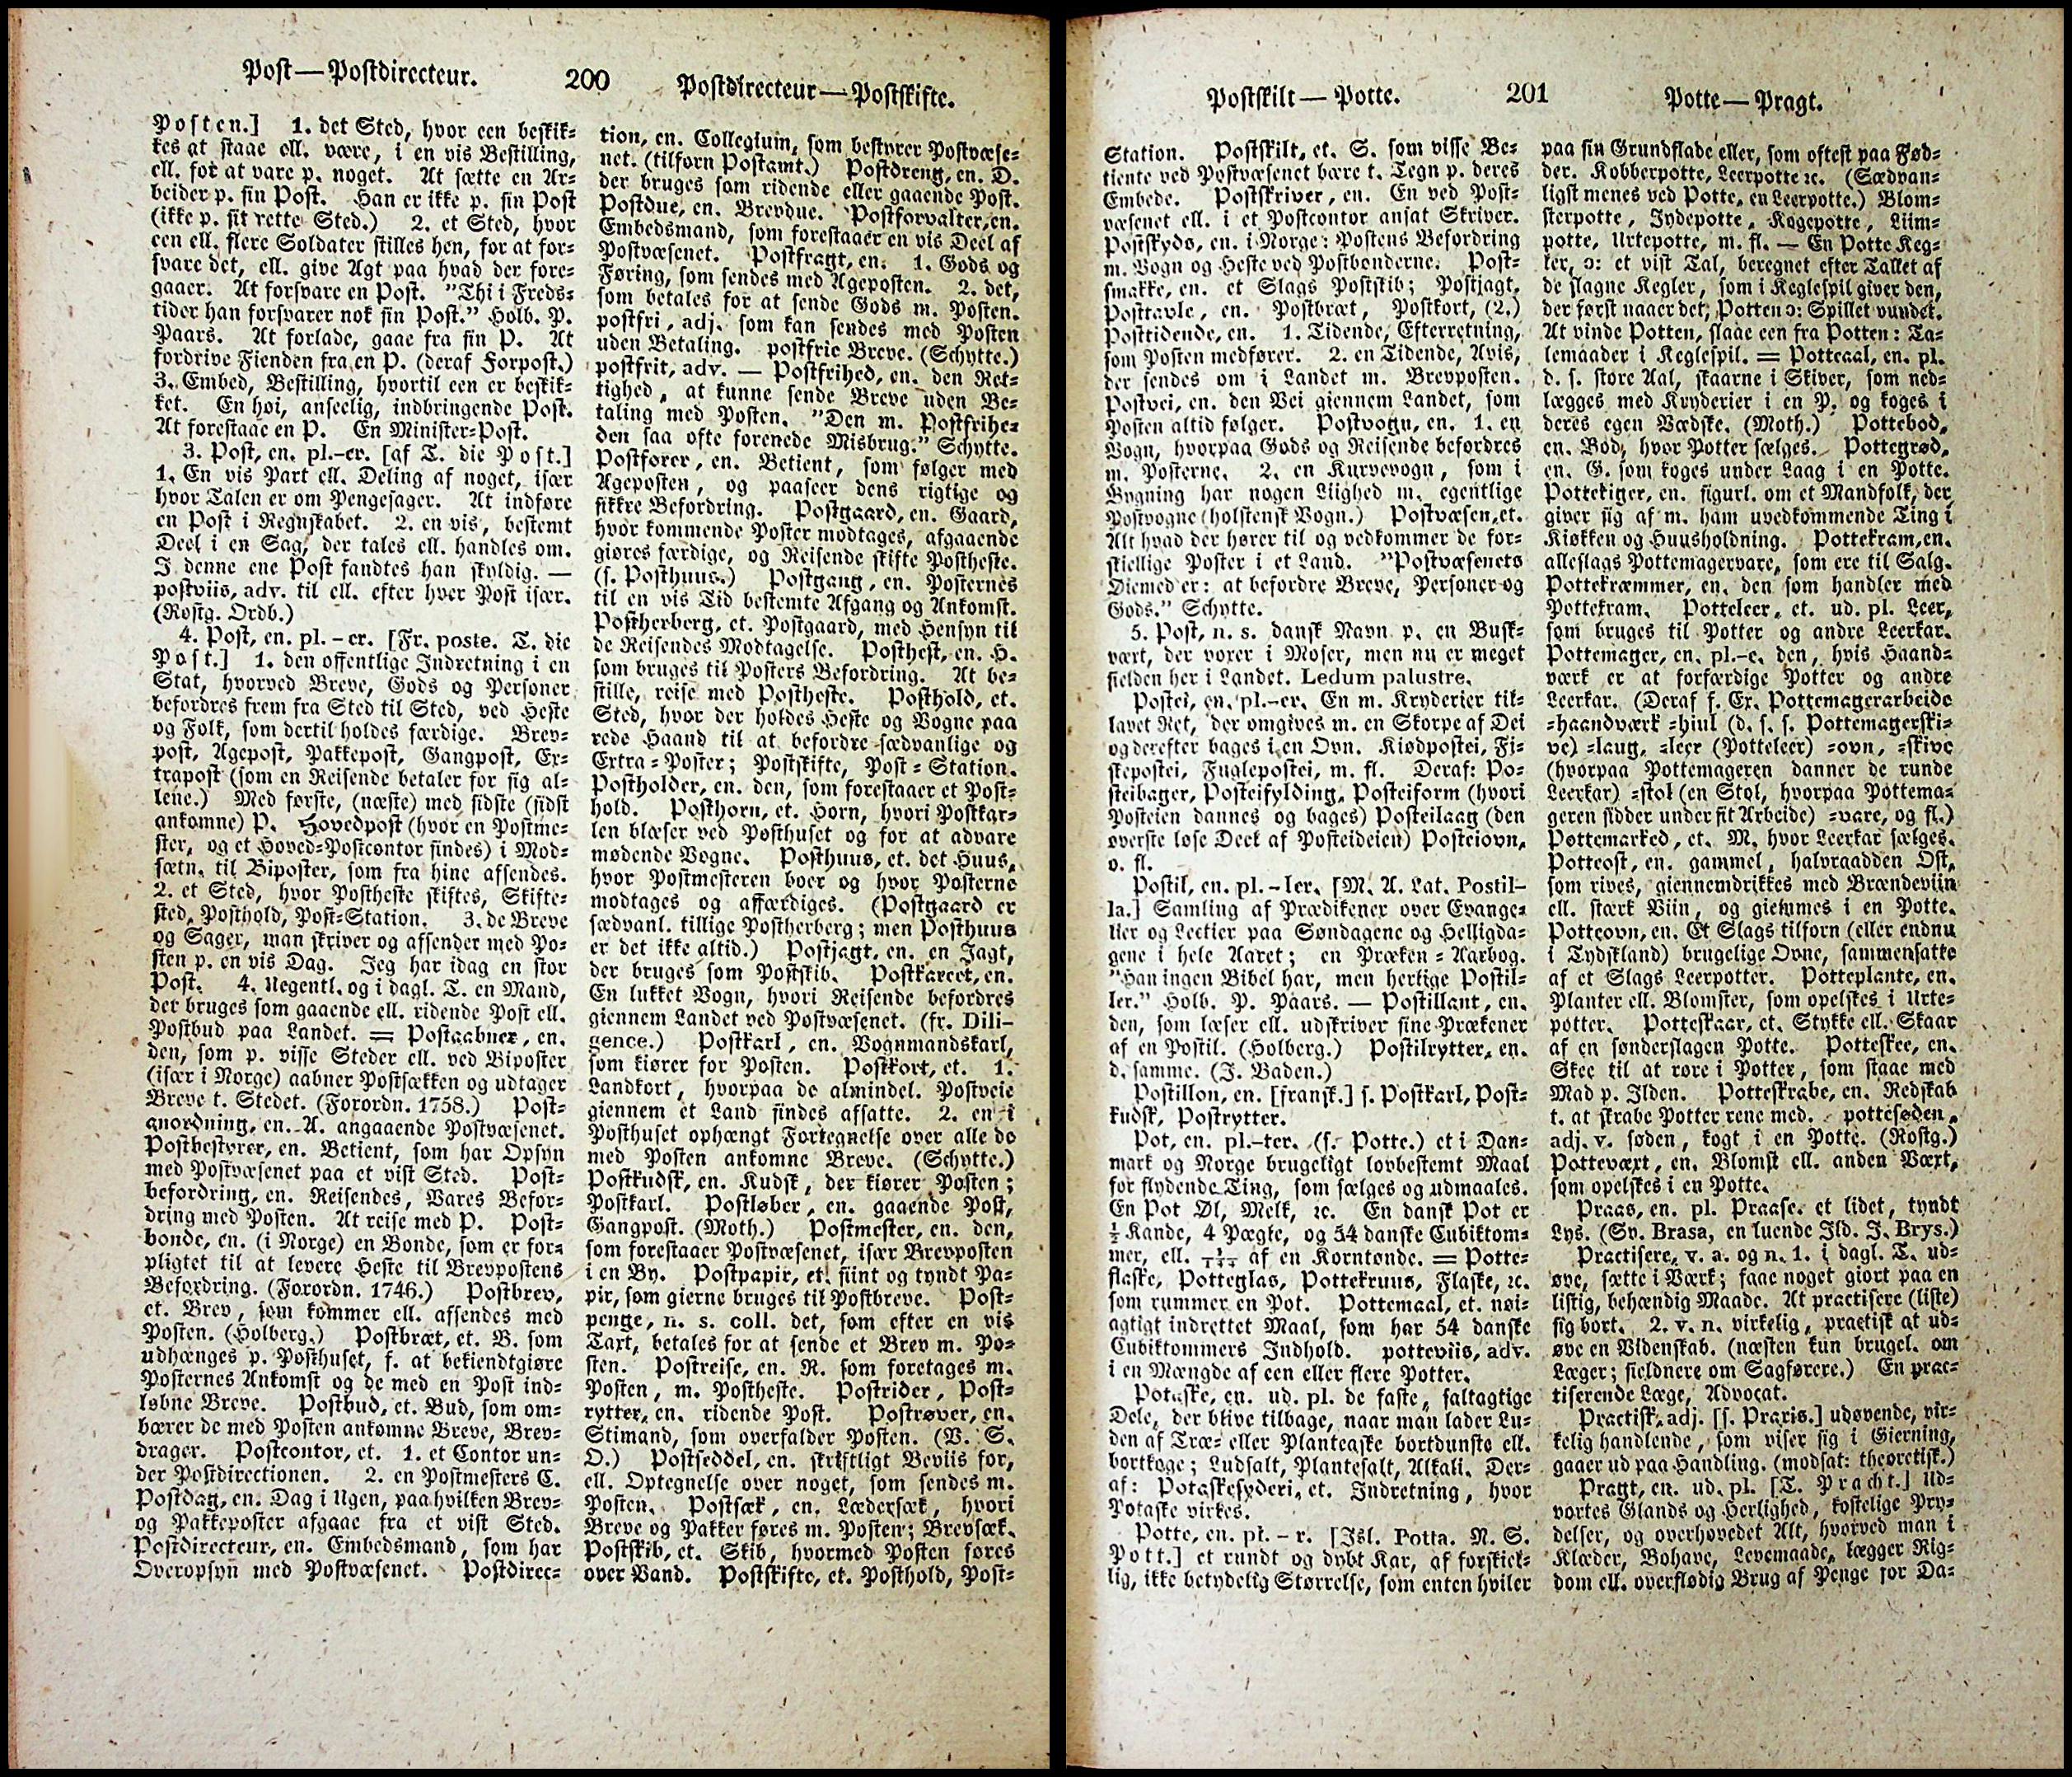 Post—Postdirecteur.
200
Postdirecteur—Postskifte.
Posten.] 1. det Sted, hvor een beskik-
kes at staae ell. være, i en vis Bestilling,
ell. for at vare p. noget. At sætte en Ar-
beider p. sin Post. Han er ikke p. sin Post
(ikke p. sit rette Sted.) 2. et Sted, hvor
een ell. flere Soldater stilles hen, for at for-
svare det, ell. give Agt paa hvad der fore-
gaaer. At forsvare en Post. "Thi i Freds-
tider han forsvarer nok sin Post." Holb. P.
Paars. At forlade, gaae fra sin P. At
fordrive Fienden fra en P. (deraf Forpost.)
3. Embed, Bestilling, hvortil een er beskik-
ket. En høi, anseelig, indbringende Post.
At forestaae en P. En Minister-Post.
3. Post, en. pl.-er. [af T. die Post.]
1. En vis Part ell. Deling af noget, især
hvor Talen er om Pengesager. At indføre
en Post i Regnskabet. 2. en vis, bestemt
Deel i en Sag, der tales ell. handles om.
I denne ene Post fandtes han skyldig. —
postviis, adv. til ell. efter hver Post især.
(Rostg. Ordb.)
4. Post, en. pl.-er. [Fr. poste. T. die
Post.] 1. den offentlige Indretning i en
Stat, hvorved Breve, Gods og Personer
befordres frem fra Sted til Sted, ved Heste
og Folk, som dertil holdes færdige. Brev-
post, Agepost, Pakkepost, Gangpost, Ex-
trapost (som en Reisende betaler for sig al-
lene.) Med første, (næste) med sidste (sidst
ankomne) P. Hovedpost (hvor en Postme-
ster, og et Hoved-Postcontor findes) i Mod-
sætn. til Biposter, som fra hine afsendes.
2. et Sted, hvor Postheste skiftes, Skifte-
sted, Posthold, Post-Station. 3. de Breve
og Sager, man skriver og afsender med Po-
sten p. en vis Dag. Jeg har idag en stor
Post. 4. Uegentl. og i dagl. T. en Mand,
der bruges som gaaende ell. ridende Post ell.
Postbud paa Landet. = Postaabner, en.
den, som p. visse Steder ell. ved Biposter
(især i Norge) aabner Postsækken og udtager
Breve t. Stedet. (Forordn. 1758.) Post-
anordning, en. A. angaaende Postvæsenet.
Postbestyrer, en. Betient, som har Opsyn
med Postvæsenet paa et vist Sted. Post-
befordring, en. Reisendes, Vares Befor-
dring med Posten. At reise med P. Post-
bonde, en. (i Norge) en Bonde, som er for-
pligtet til at levere Heste til Brevpostens
Befordring. (Forordn. 1746.) Postbrev,
et. Brev, som kommer ell. afsendes med
Posten. (Holberg.) Postbræt, et. B. som
udhænges p. Posthuset, f. at bekiendtgiøre
Posternes Ankomst og de med en Post ind-
løbne Breve. Postbud, et. Bud, som om-
bærer de med Posten ankomne Breve, Brev-
drager. Postcontor, et. 1. et Contor un-
der Postdirectionen. 2. en Postmesters C.
Postdag, en. Dag i Ugen, paa hvilken Brev-
og Pakkeposter afgaae fra et vist Sted.
Postdirecteur, en. Embedsmand, som har
Overopsyn med Postvæsenet. Postdirec-
tion, en. Collegium, som bestyrer Postvæse-
net. (tilforn Postamt.) Postdreng, en. D.
der bruges som ridende eller gaaende Post.
Postdue, en. Brevdue. Postforvalter, en.
Embedsmand, som forestaaer en vis Deel af
Postvæsenet. Postfragt, en. 1. Gods og
Føring, som sendes med Ageposten. 2. det,
som betales for at sende Gods m. Posten.
postfri, adj. som kan sendes med Posten
uden Betaling. postfrie Breve. (Schytte.)
postfrit, adv. — Postfrihed, en. den Ret-
tighed, at kunne sende Breve uden Be-
taling med Posten. "Den m. Postfrihe-
den saa ofte forenede Misbrug." Schytte.
Postfører, en. Betient, som følger med
Ageposten, og paaseer dens rigtige og
sikkre Befordring. Postgaard, en. Gaard,
hvor kommende Poster modtages, afgaaende
giøres færdige, og Reisende skifte Postheste.
(s. Posthuus.) Postgang, en. Posternes
til en vis Tid bestemte Afgang og Ankomst.
Postherberg, et. Postgaard, med Hensyn til
de Reisendes Modtagelse. Posthest, en. H.
som bruges til Posters Befordring. At be-
stille, reise med Postheste. Posthold, et.
Sted, hvor der holdes Heste og Vogne paa
rede Haand til at befordre sædvanlige og
Extra-Poster; Postskifte, Post-Station.
Postholder, en. den, som forestaaer et Post-
hold. Posthorn, et. Horn, hvori Postkar-
len blæser ved Posthuset og for at advare
mødende Vogne. Posthuus, et. det Huus,
hvor Postmesteren boer og hvor Posterne
modtages og affærdiges. (Postgaard er
sædvanl. tillige Postherberg; men Posthuus
er det ikke altid.) Postjagt, en. en Jagt,
der bruges som Postskib. Postkareet, en.
En lukket Vogn, hvori Reisende befordres
giennem Landet ved Postvæsenet. (fr. Dili-
gence.) Postkarl, en. Vognmandskarl,
som kiører for Posten. Postkort, et. 1.
Landkort, hvorpaa de almindel. Postveie
giennem et Land findes afsatte. 2. en i
Posthuset ophængt Fortegnelse over alle de
med Posten ankomne Breve. (Schytte.)
Postkudsk, en. Kudsk, der kiører Posten;
Postkarl. Postløber, en. gaaende Post,
Gangpost. (Moth.) Postmester, en. den,
som forestaaer Postvæsenet, især Brevposten
i en By. Postpapir, et. fiint og tyndt Pa-
pir, som gierne bruges til Postbreve. Post-
penge, n. s. coll. det, som efter en vis
Taxt, betales for at sende et Brev m. Po-
sten. Postreise, en. R. som foretages m.
Posten, m. Postheste. Postrider, Post-
rytter, en. ridende Post. Postrøver, en.
Stimand, som overfalder Posten. (V. S.
O.) Postseddel, en. skriftligt Beviis for,
ell. Optegnelse over noget, som sendes m.
Posten. Postsæk, en. Lædersæk, hvori
Breve og Pakker føres m. Posten; Brevsæk.
Postskib, et. Skib, hvormed Posten føres
over Vand. Postskifte, et. Posthold, Post-
Postskilt—Potte.
201
Potte—Pragt.
Station. Postskilt, et. S. som visse Be-
tiente ved Postvæsenet bære t. Tegn p. deres
Embede. Postskriver, en. En ved Post-
væsenet ell. i et Postcontor ansat Skriver.
Postskyds, en. i Norge: Postens Befordring
m. Vogn og Heste ved Postbønderne. Post-
smakke, en. et Slags Postskib; Postjagt.
Posttavle, en. Postbræt, Postkort, (2.)
Posttidende, en. 1. Tidende, Efterretning,
som Posten medfører. 2. en Tidende, Avis,
der sendes om i Landet m. Brevposten.
Postvei, en. den Vei giennem Landet, som
Posten altid følger. Postvogn, en. 1. en
Vogn, hvorpaa Gods og Reisende befordres
m. Posterne. 2. en Kurvevogn, som i
Bygning har nogen Liighed m. egentlige
Postvogne (holstensk Vogn.) Postvæsen, et.
Alt hvad der hører til og vedkommer de for-
skiellige Poster i et Land. "Postvæsenets
Øiemed er: at befordre Breve, Personer og
Gods." Schytte.
5. Post, n. s. dansk Navn p. en Busk-
vært, der voxer i Moser, men nu er meget
sielden her i Landet. Ledum palustre.
Postei, en. pl.-er. En m. Kryderier til-
lavet Ret, der omgives m. en Skorpe af Dei
og derefter bages i en Ovn. Kiødpostei, Fi-
skepostei, Fuglepostei, m. fl. Deraf: Po-
steibager, Posteifylding, Posteiform (hvori
Posteien dannes og bages) Posteilaag (den
øverste løse Deel af Posteideien) Posteiovn,
o. fl.
Postil, en. pl.-ler. [M. A. Lat. Postil-
la.] Samling af Prædikener over Evange-
lier og Lectier paa Søndagene og Helligda-
gene i hele Aaret; en Præken-Aarbog.
"Han ingen Bibel har, men herlige Postil-
ler." Holb. P. Paars. — Postillant, en.
den, som læser ell. udskriver sine Prækener
af en Postil. (Holberg.) Postilrytter, en.
d. samme. (J. Baden.)
Postillon, en. [fransk.] s. Postkarl, Post-
kudsk, Postrytter.
Pot, en. pl.-ter. (s. Potte.) et i Dan-
mark og Norge brugeligt lovbestemt Maal
for flydende Ting, som sælges og udmaales.
En Pot Øl, Melk, ꝛc. En dansk Pot er
½ Kande, 4 Pægle, og 54 danske Cubiktom-
mer, ell. af en Korntønde. = Potte-
flaske, Potteglas, Pottekruus, Flaske, ꝛc.
som rummer en Pot. Pottemaal, et. nøi-
agtigt indrettet Maal, som har 54 danske
Cubiktommers Indhold. potteviis, adv.
i en Mængde af een eller flere Potter.
Potaske, en. ud. pl. de faste, saltagtige
Dele, der blive tilbage, naar man lader Lu-
den af Træ- eller Planteaske bortdunste ell.
bortkoge; Ludsalt, Plantesalt, Alkali. Der-
af: Potaskesyderi, et. Indretning, hvor
Potaske virkes.
Potte, en. pl.-r. [Isl. Potta. N. S.
Pott.] et rundt og dybt Kar, af forskiel-
lig, ikke betydelig Størrelse, som enten hviler
paa sin Grundflade eller, som oftest paa Fød-
der. Kobberpotte, Leerpotte ꝛc. (Sædvan-
ligst menes ved Potte, en Leerpotte.) Blom-
sterpotte, Jydepotte, Kogepotte, Liim-
potte, Urtepotte, m. fl. — En Potte Keg-
ler, ɔ: et vist Tal, beregnet efter Tallet af
de slagne Kegler, som i Keglespil giver den,
der først naaer det; Potten ɔ: Spillet vundet.
At vinde Potten, slaae een fra Potten: Ta-
lemaader i Keglespil. = Potteaal, en. pl.
d. s. store Aal, skaarne i Skiver, som ned-
lægges med Kryderier i en P. og koges i
deres egen Vædske. (Moth.) Pottebod,
en. Bod, hvor Potter sælges. Pottegrød,
en. G. som koges under Laag i en Potte.
Pottekiger, en. figurl. om et Mandfolk, der
giver sig af m. ham uvedkommende Ting i
Kiøkken og Huusholdning. Pottekram, en.
alleslags Pottemagervare, som ere til Salg.
Pottekræmmer, en. den som handler med
Pottekram. Potteleer, et. ud. pl. Leer,
som bruges til Potter og andre Leerkar.
Pottemager, en. pl.-e. den, hvis Haand-
værk er at forfærdige Potter og andre
Leerkar. (Deraf f. Ex. Pottemagerarbeide
-haandværk -hiul (d. s. s. Pottemagerski-
ve) -laug, -leer (Potteleer) -ovn, -skive
(hvorpaa Pottemageren danner de runde
Leerkar) -stol (en Stol, hvorpaa Pottema-
geren sidder under sit Arbeide) -vare, og fl.)
Pottemarked, et. M. hvor Leerkar sælges.
Potteost, en. gammel, halvraadden Ost,
som rives, giennemdrikkes med Brændeviin
ell. stærk Viin, og giemmes i en Potte.
Potteovn, en. Et Slags tilforn (eller endnu
i Tydskland) brugelige Ovne, sammensatte
af et Slags Leerpotter. Potteplante, en.
Planter ell. Blomster, som opelskes i Urte-
potter. Potteskaar, et. Stykke ell. Skaar
af en sønderslagen Potte. Potteskee, en.
Skee til at røre i Potter, som staae med
Mad p. Ilden. Potteskrabe, en. Redskab
t. at skrabe Potter rene med. pottesøden,
adj. v. søden, kogt i en Potte. (Rostg.)
Pottevæxt, en. Blomst ell. anden Væxt,
som opelskes i en Potte.
Praas, en. pl. Praase. et lidet, tyndt
Lys. (Sv. Brasa, en luende Ild. J. Brys.)
Practisere, v. a. og n. 1. i dagl. T. ud-
øve, sætte i Værk; faae noget giort paa en
listig, behændig Maade. At practisere (liste)
sig bort. 2. v. n. virkelig, practisk at ud-
øve en Videnskab. (næsten kun brugel. om
Læger; sieldnere om Sagførere.) En prac-
tiserende Læge, Advocat.
Practisk, adj. [s. Praxis.] udøvende, vir-
kelig handlende, som viser sig i Gierning,
gaaer ud paa Handling. (modsat: theoretisk.)
Pragt, en. ud. pl. [T. Pracht.] Ud-
vortes Glands og Herlighed, kostelige Pry-
delser, og overhovedet Alt, hvorved man i
Klæder, Bohave, Levemaade, lægger Rig-
dom ell. overflødig Brug af Penge for Da-